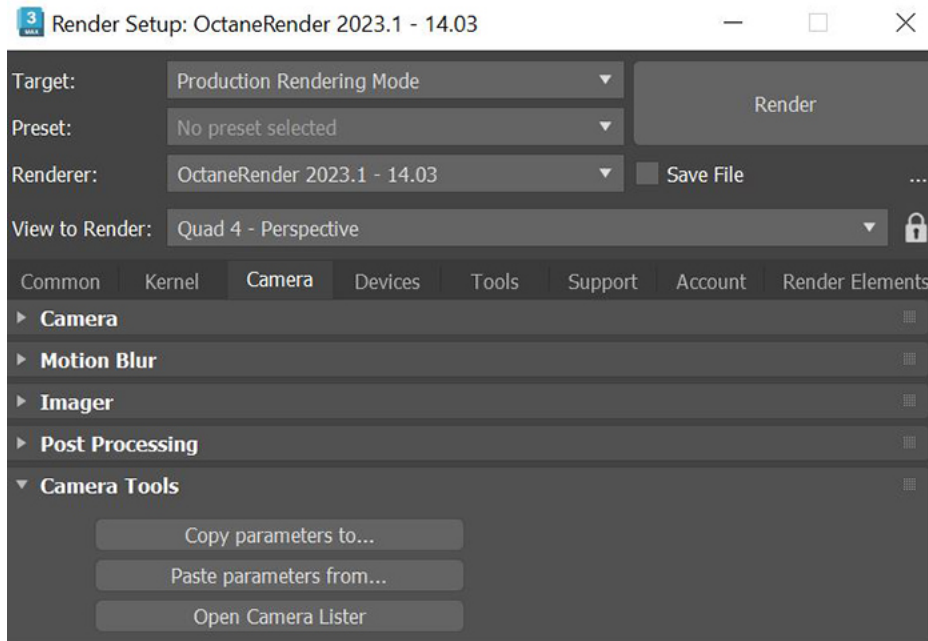 3
MAX
Render Setup: OctaneRender 2023.1 - 14.03
Target:
Production Rendering Mode
Render
Preset:
No preset selected
Renderer:
OctaneRender 2023.1 - 14.03
Save File
...
View to Render:
Quad 4 - Perspective
Common Kernel Camera Devices Tools Support Account Render Elements
Camera
Motion Blur
Imager
Post Processing
Camera Tools
Copy parameters to...
Paste parameters from...
Open Camera Lister